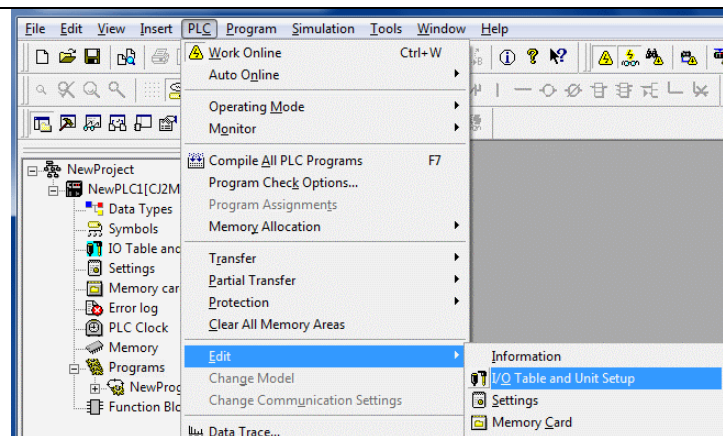 File Edit View Insert PLC Program Simulation Tools Window Help
Work Online Ctrl+W
Auto Online
Operating Mode
Monitor
Compile All PLC Programs F7
Program Check Options...
Program Assignments
Memory Allocation
Transfer
Partial Transfer
Protection
Clear All Memory Areas
Edit
Change Model
Change Communication Settings
Data Trace...
NewProject
NewPLC1[CJ2M
Data Types
Symbols
IO Table and
Settings
Memory car
Error log
PLC Clock
Memory
Programs
NewProg
Function Blo
Information
I/O Table and Unit Setup
Settings
Memory Card